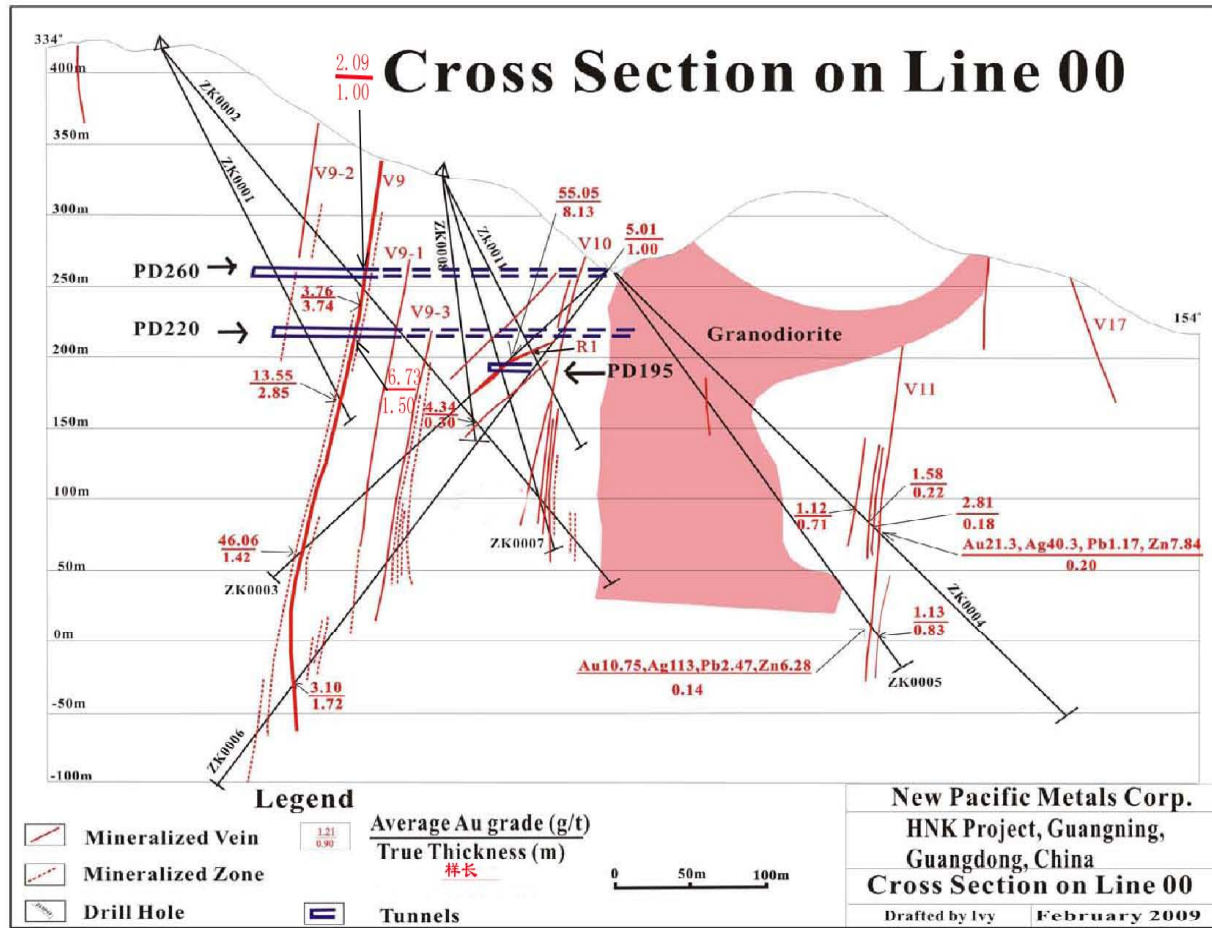 334°
Cross Section on Line 00
2.09
1.00
400m
350m
300m
250m
200m
150m
100m
50m
0m
-50m
-100m
ZK0002
ZK0001
V9-2
V9
V9-1
V9-3
ZK0008
ZK0011
55.05
8.13
V10
5.01
1.00
PD260
PD220
3.76
3.74
Granodiorite
154°
V17
R1
PD195
V11
13.55
2.85
6.73
1.50
4.34
0.30
1.58
0.22
1.12
0.71
2.81
0.18
Au21.3, Ag40.3, Pb1.17, Zn7.84
0.20
46.06
1.42
ZK0007
ZK0003
ZK0004
1.13
0.83
Au10.75,Ag113,Pb2.47,Zn6.28
0.14
ZK0005
3.10
1.72
ZK0006
Legend
Mineralized Vein
Mineralized Zone
Drill Hole
1.21
0.90
Average Au grade (g/t)
True Thickness (m)
样长
Tunnels
0 50m 100m
New Pacific Metals Corp.
HNK Project, Guangning,
Guangdong, China
Cross Section on Line 00
Drafted by Ivy February 2009